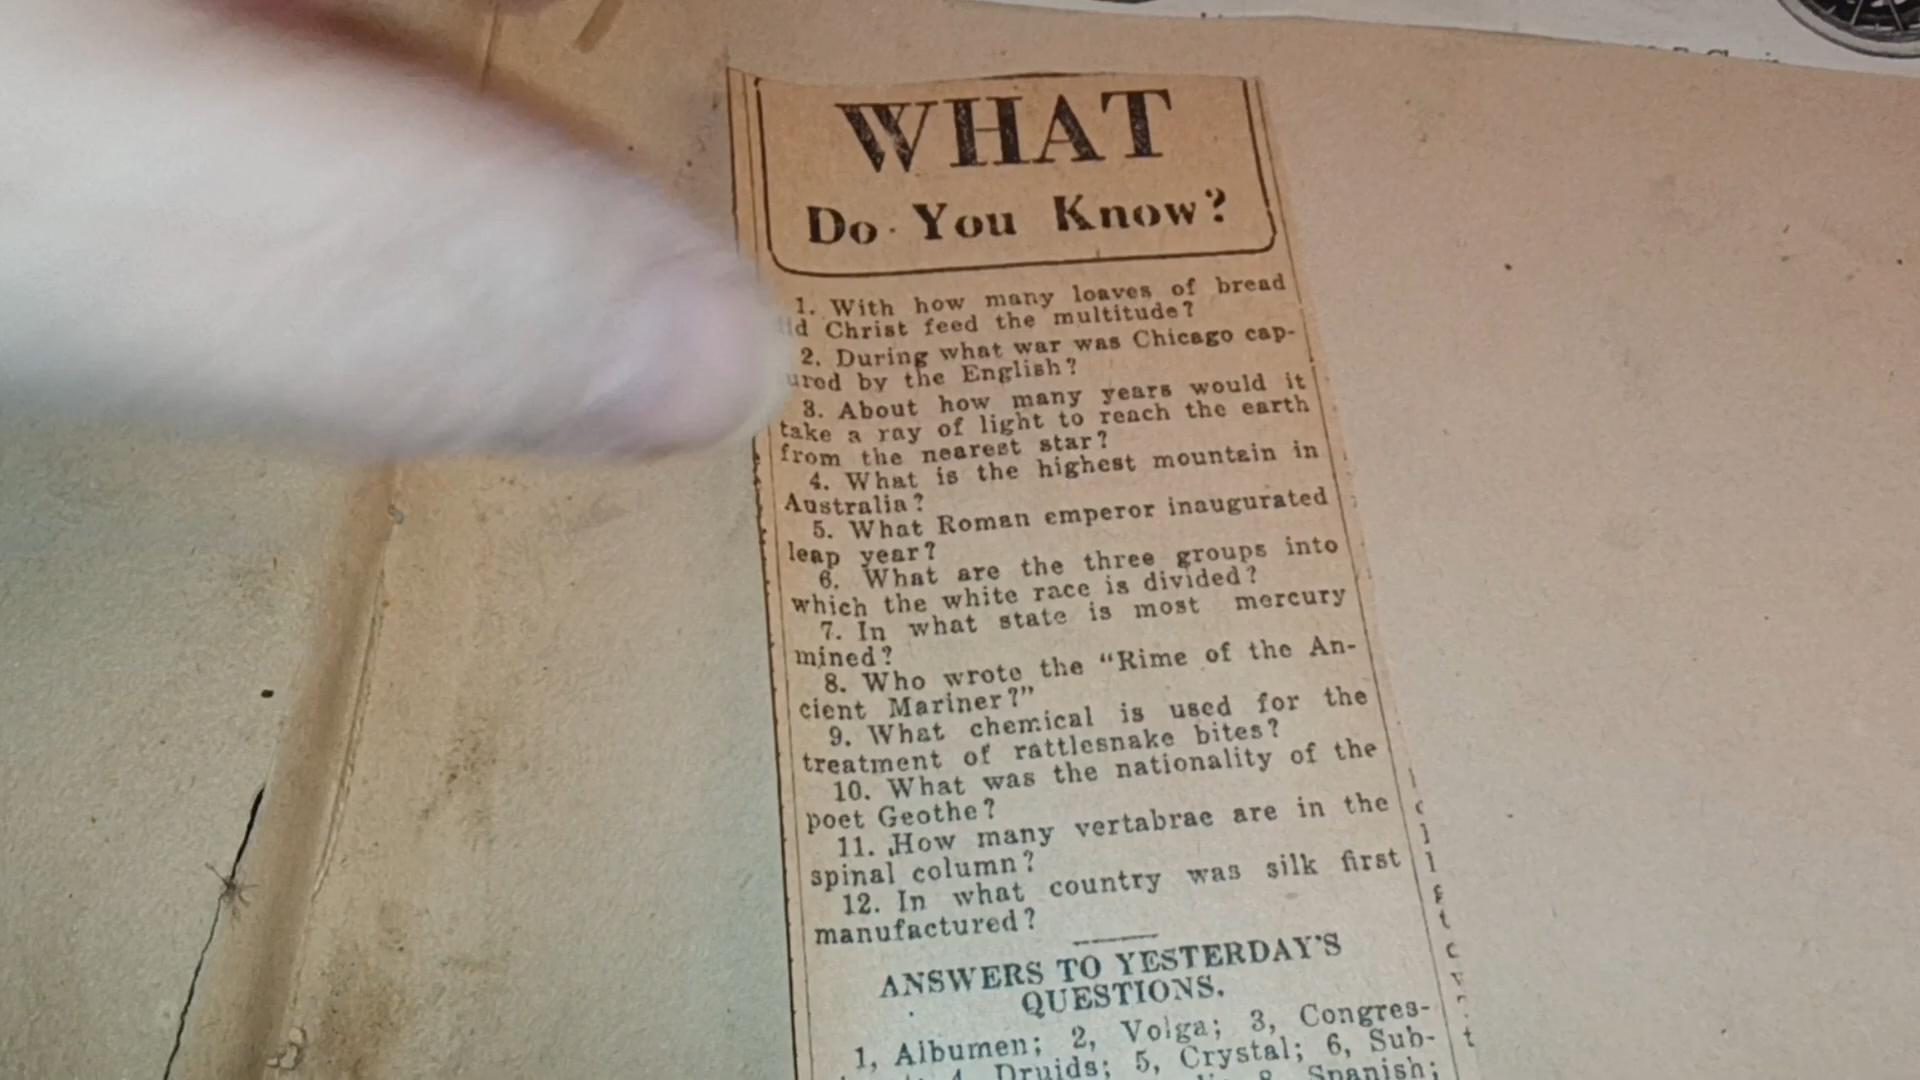 WHAT
Do You Know?
1. With how many loaves of bread
Christ feed the multitude?
2. During what war was Chicago cap-
ured by the English?
3. About how many years would it
take a ray of light to reach the earth
from the nearest star?
4. What is the highest mountain in
Australia?
5. What Roman emperor inaugurated
leap year?
6. What are the three groups into
which the white race is divided?
7. In what state is most mercury
mined?
8. Who wrote the "Rime of the An-
cient Mariner?"
9. What chemical is used for the
treatment of rattlesnake bites?
10. What was the nationality of the
poet Geothe?
11. How many vertabrae are in the
spinal column?
12. In what country was silk first
manufactured?
ANSWERS TO YESTERDAY'S
QUESTIONS.
1, Albumen; 2, Volga; 3, Congres-
4, Druids; 5, Crystal; 6, Sub-
8, Spanish;